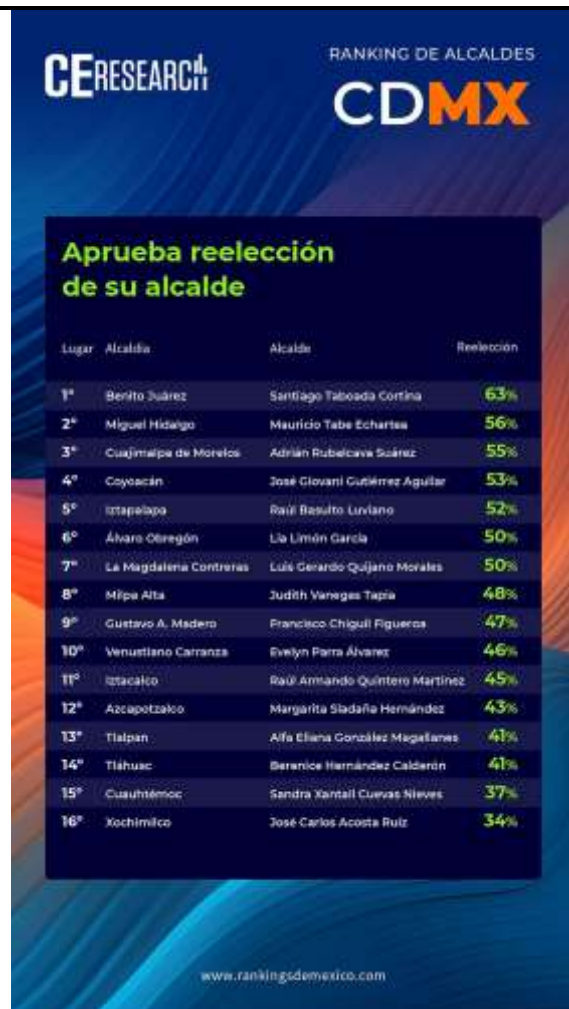 CERESEARCH
RANKING DE ALCALDES
CDMX
Aprueba reelección
de su alcalde
Lugar Alcaldía Alcalde Reelección
1° Benito Juárez Santiago Taboada Cortina 63%
2° Miguel Hidalgo Mauricio Tabe Echartea 56%
3° Cuajimalpa de Morelos Adrián Rubalcava Suárez 55%
4° Coyoacán José Giovani Gutiérrez Aguilar 53%
5° Iztapalapa Raúl Basulto Luviano 52%
6° Álvaro Obregón Lía Limón García 50%
7° La Magdalena Contreras Luis Gerardo Quijano Morales 50%
8° Milpa Alta Judith Vanegas Tapia 48%
9° Gustavo A. Madero Francisco Chiguil Figueroa 47%
10° Venustiano Carranza Evelyn Parra Álvarez 46%
11° Iztacalco Raúl Armando Quintero Martínez 45%
12° Azcapotzalco Margarita Sladaña Hernández 43%
13° Tlalpan Alfa Eliana González Magallanes 41%
14° Tláhuac Berenice Hernández Calderón 41%
15° Cuauhtémoc Sandra Xantall Cuevas Nieves 37%
16° Xochimilco José Carlos Acosta Ruíz 34%
www.rankingsdemexico.com